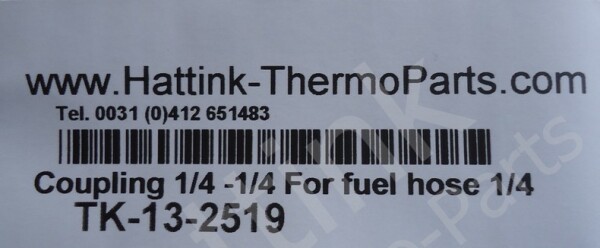 www.Hattink-ThermoParts.com
Tel. 0031 (0)412 651483
Coupling 1/4 -1/4 For fuel hose 1/4
TK-13-2519